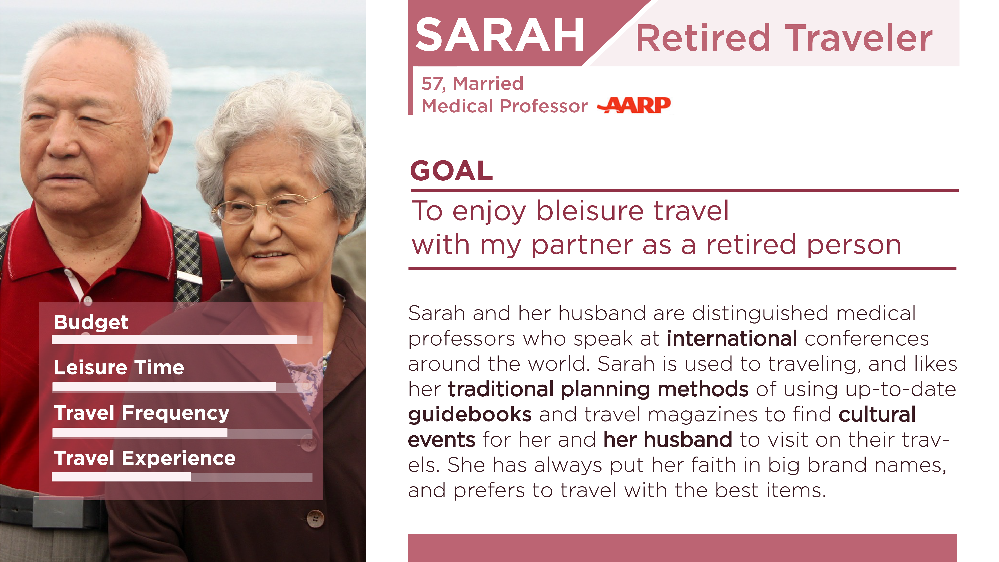 SARAH
Retired Traveler
57, Married
Medical Professor AARP
GOAL
To enjoy bleisure travel
with my partner as a retired person
Sarah and her husband are distinguished medical
professors who speak at international conferences
around the world. Sarah is used to traveling, and likes
her traditional planning methods of using up-to-date
guidebooks and travel magazines to find cultural
events for her and her husband to visit on their trav-
els. She has always put her faith in big brand names,
and prefers to travel with the best items.
Budget
Leisure Time
Travel Frequency
Travel Experience